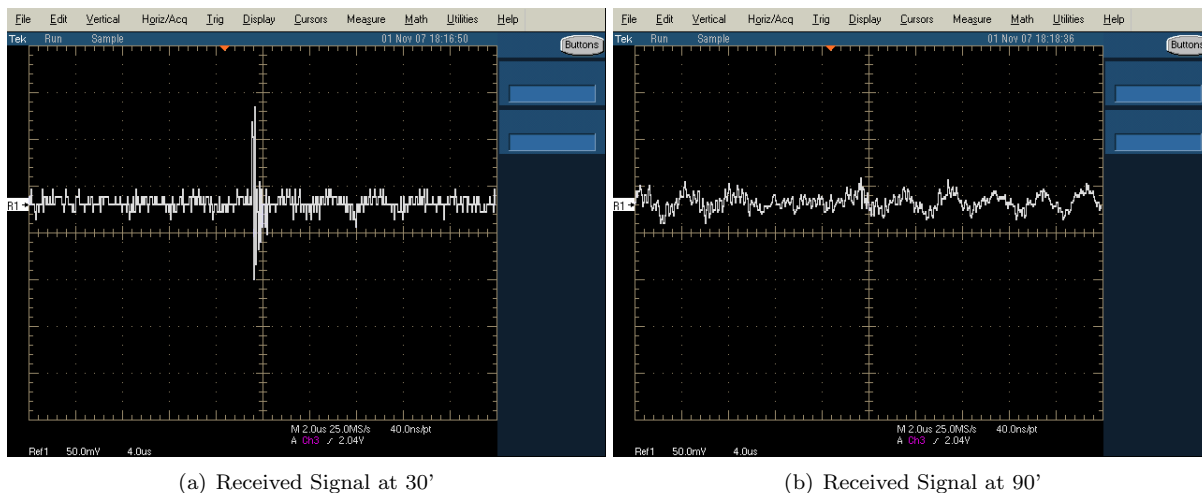 File Edit Vertical Horiz/Acq Trig Display Cursors Measure Math Utilities Help
Tek Run Sample 01 Nov 07 18:16:50 Buttons
R1
M 2.0us 25.0MS/s 40.0ns/pt
A Ch3 2.04V
Ref1 50.0mV 4.0us
(a) Received Signal at 30'
File Edit Vertical Horiz/Acq Trig Display Cursors Measure Math Utilities Help
Tek Run Sample 01 Nov 07 18:18:36 Buttons
R1
M 2.0us 25.0MS/s 40.0ns/pt
A Ch3 2.04V
Ref1 50.0mV 4.0us
(b) Received Signal at 90'